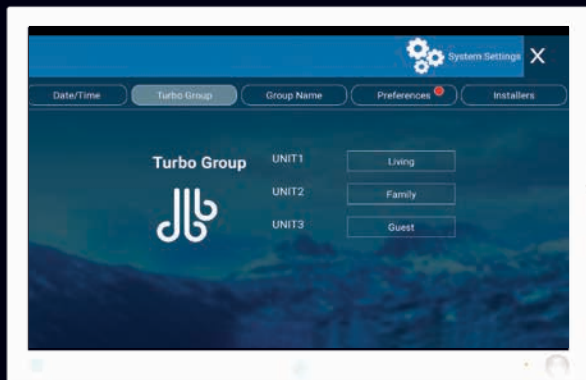 System Settings X
Date/Time Turbo Group Group Name Preferences Installers
Turbo Group
UNIT1 Living
UNIT2 Family
UNIT3 Guest